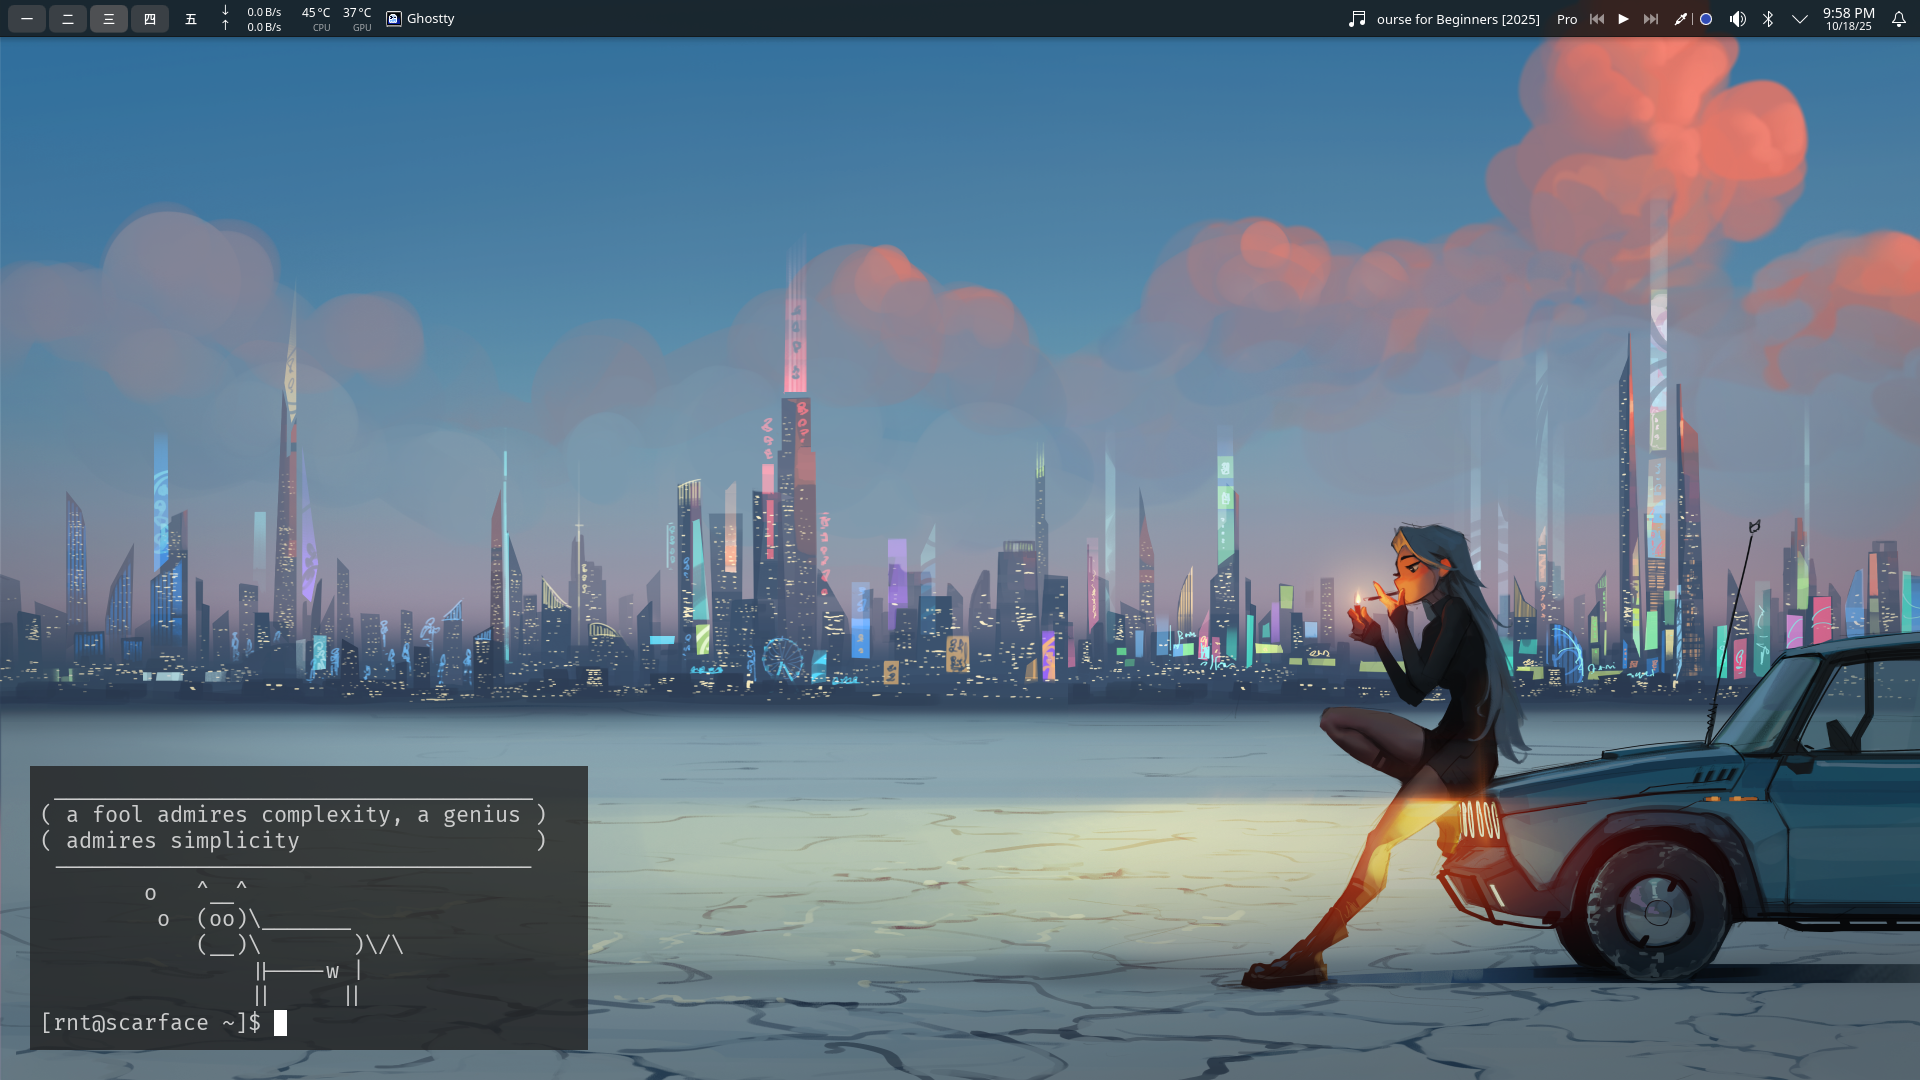 一 二 三 四 五
↓ 0.0 B/s
↑ 0.0 B/s
45 °C 37 °C
CPU GPU
Ghostty
ourse for Beginners [2025] Pro
9:58 PM
10/18/25
( a fool admires complexity, a genius )
( admires simplicity )
o ^__^
o (oo)\_______
(__)\ )\/\
||----w |
|| ||
[rnt@scarface ~]$